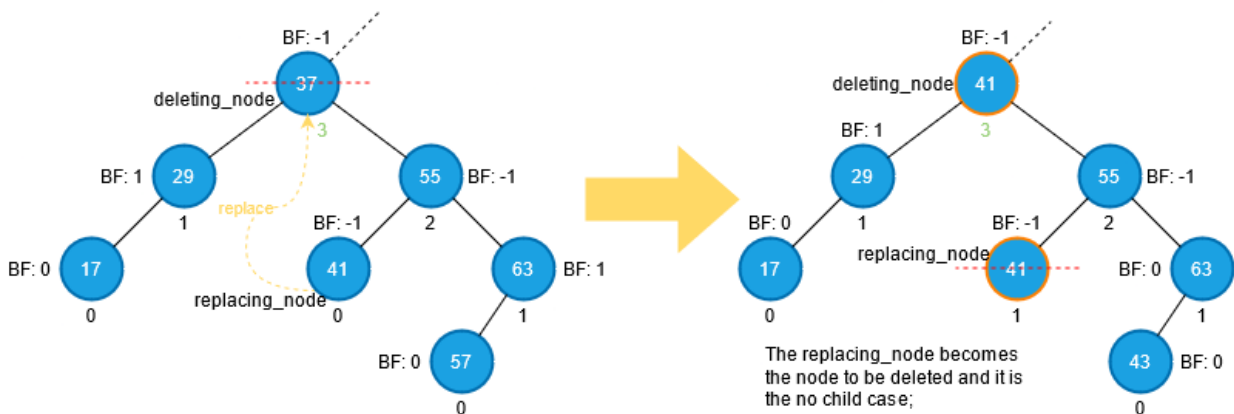 BF: -1
37
deleting_node
3
BF: 1
29
1
55
BF: -1
2
replace
BF: 0
17
0
BF: -1
41
replacing_node
0
63
BF: 1
1
BF: 0
57
0
BF: -1
deleting_node
41
3
BF: 1
29
1
55
BF: -1
2
BF: 0
17
0
BF: -1
replacing_node
41
1
BF: 0
63
1
43
BF: 0
0
The replacing_node becomes
the node to be deleted and it is
the no child case;